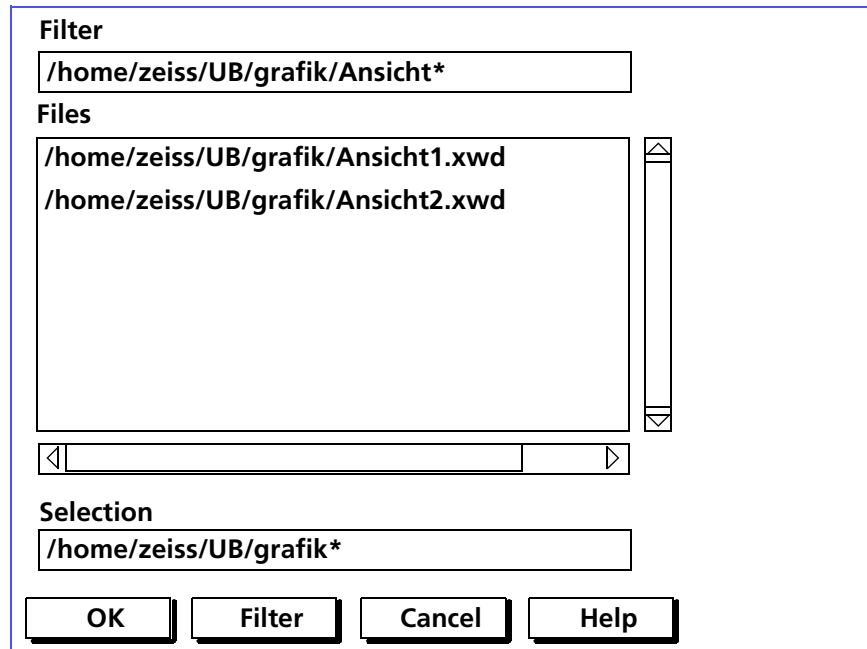 Filter
/home/zeiss/UB/grafik/Ansicht*
Files
/home/zeiss/UB/grafik/Ansicht1.xwd
/home/zeiss/UB/grafik/Ansicht2.xwd
Selection
/home/zeiss/UB/grafik*
OK Filter Cancel Help